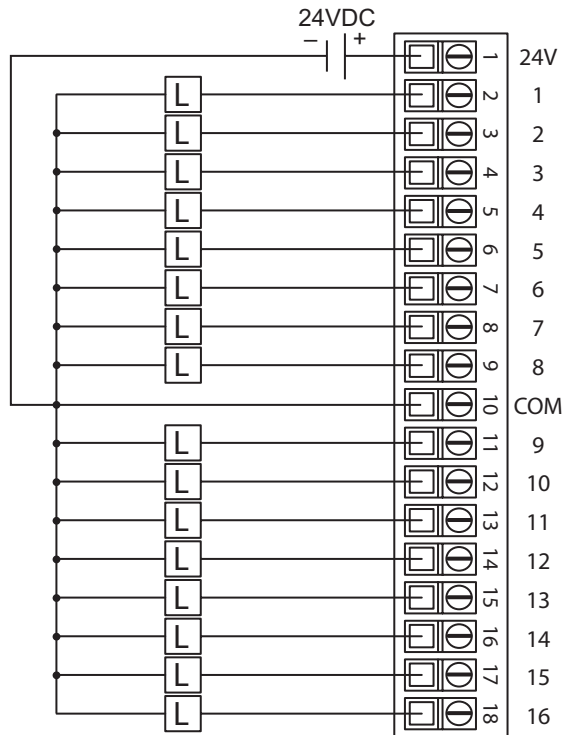 24VDC
– +
1 24V
L 2 1
L 3 2
L 4 3
L 5 4
L 6 5
L 7 6
L 8 7
L 9 8
10 COM
L 11 9
L 12 10
L 13 11
L 14 12
L 15 13
L 16 14
L 17 15
L 18 16